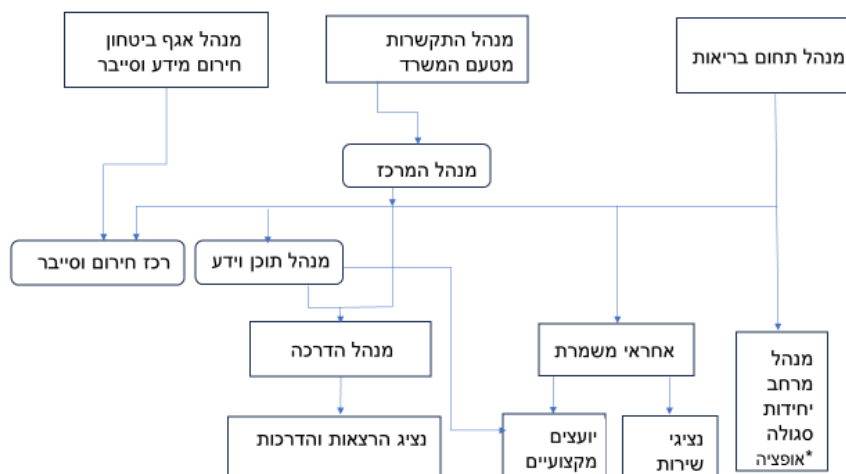 מנהל אגף ביטחון
חירום מידע וסייבר
מנהל התקשרות
מטעם המשרד
מנהל תחום בריאות
מנהל המרכז
רכז חירום וסייבר
מנהל תוכן וידע
מנהל הדרכה
אחראי משמרת
מנהל
מרחב
יחידות
סגולה
*אופציה
נציג הרצאות והדרכות
יועצים
מקצועיים
נציגי
שירות